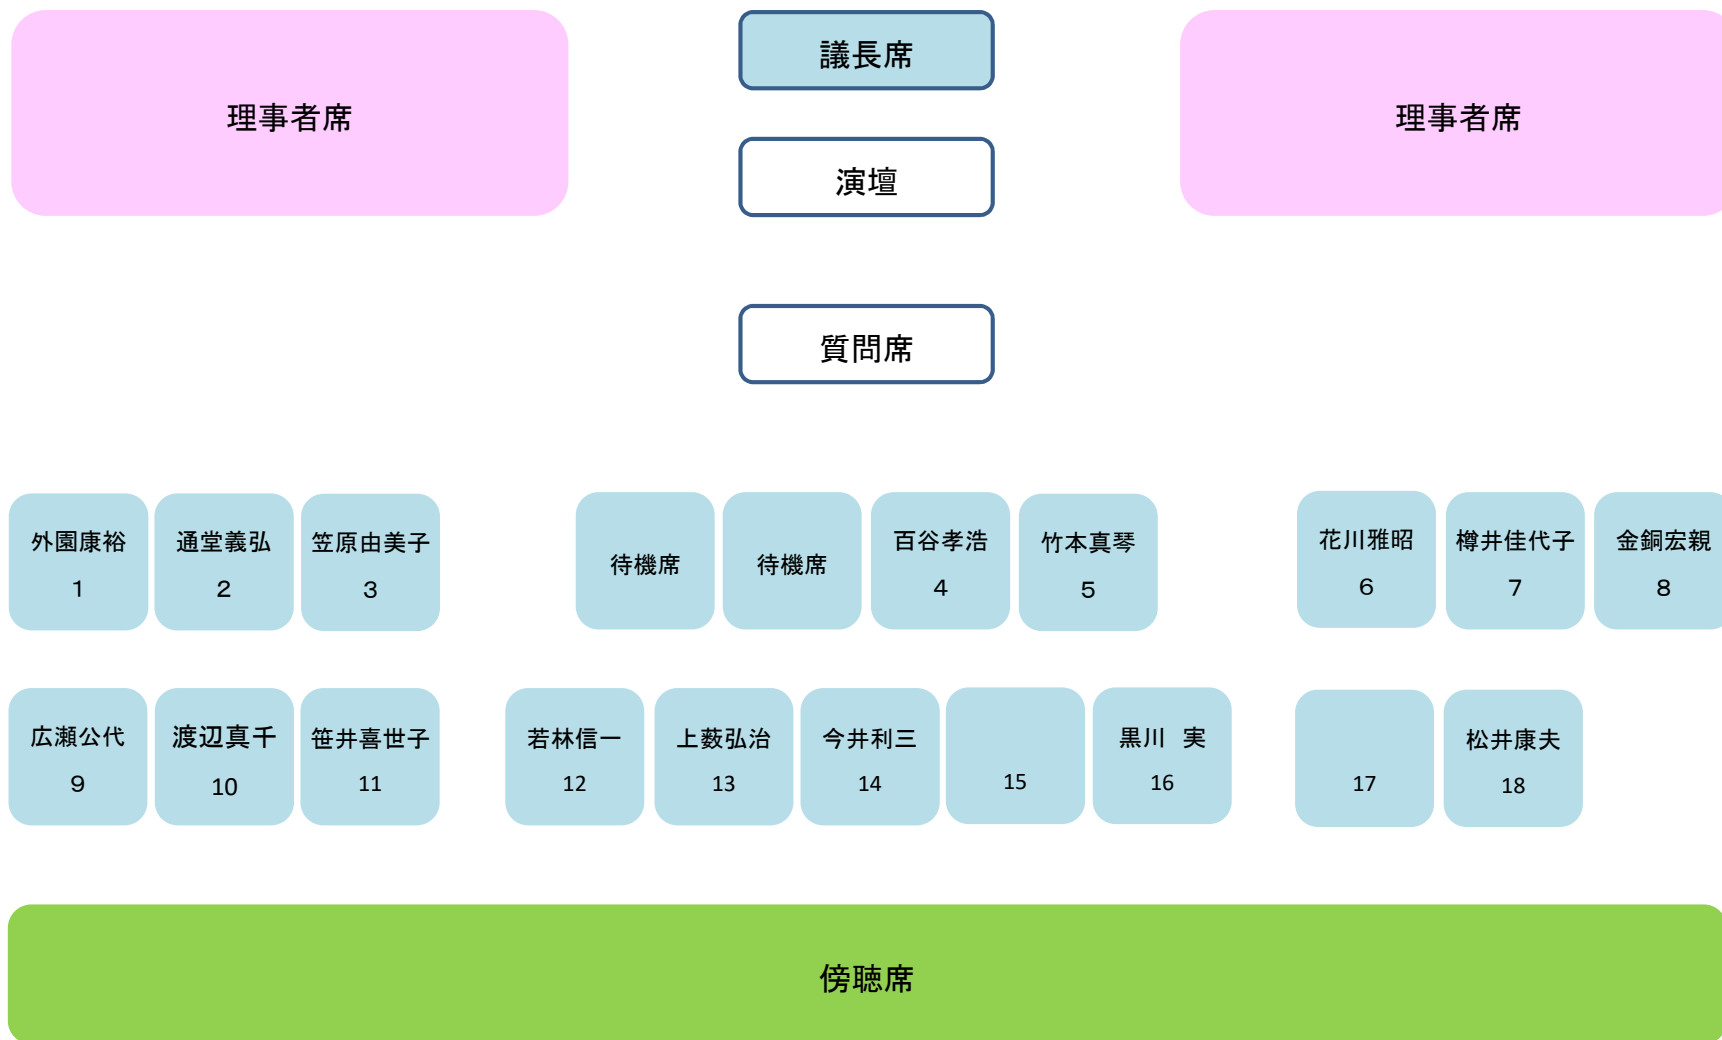 議長席
理事者席
理事者席
演壇
質問席
外園康裕
1
通堂義弘
2
笠原由美子
3
待機席
待機席
百谷孝浩
4
竹本真琴
5
花川雅昭
6
樽井佳代子
7
金銅宏親
8
広瀬公代
9
渡辺真千
10
笹井喜世子
11
若林信一
12
上薮弘治
13
今井利三
14
15
黒川　実
16
17
松井康夫
18
傍聴席